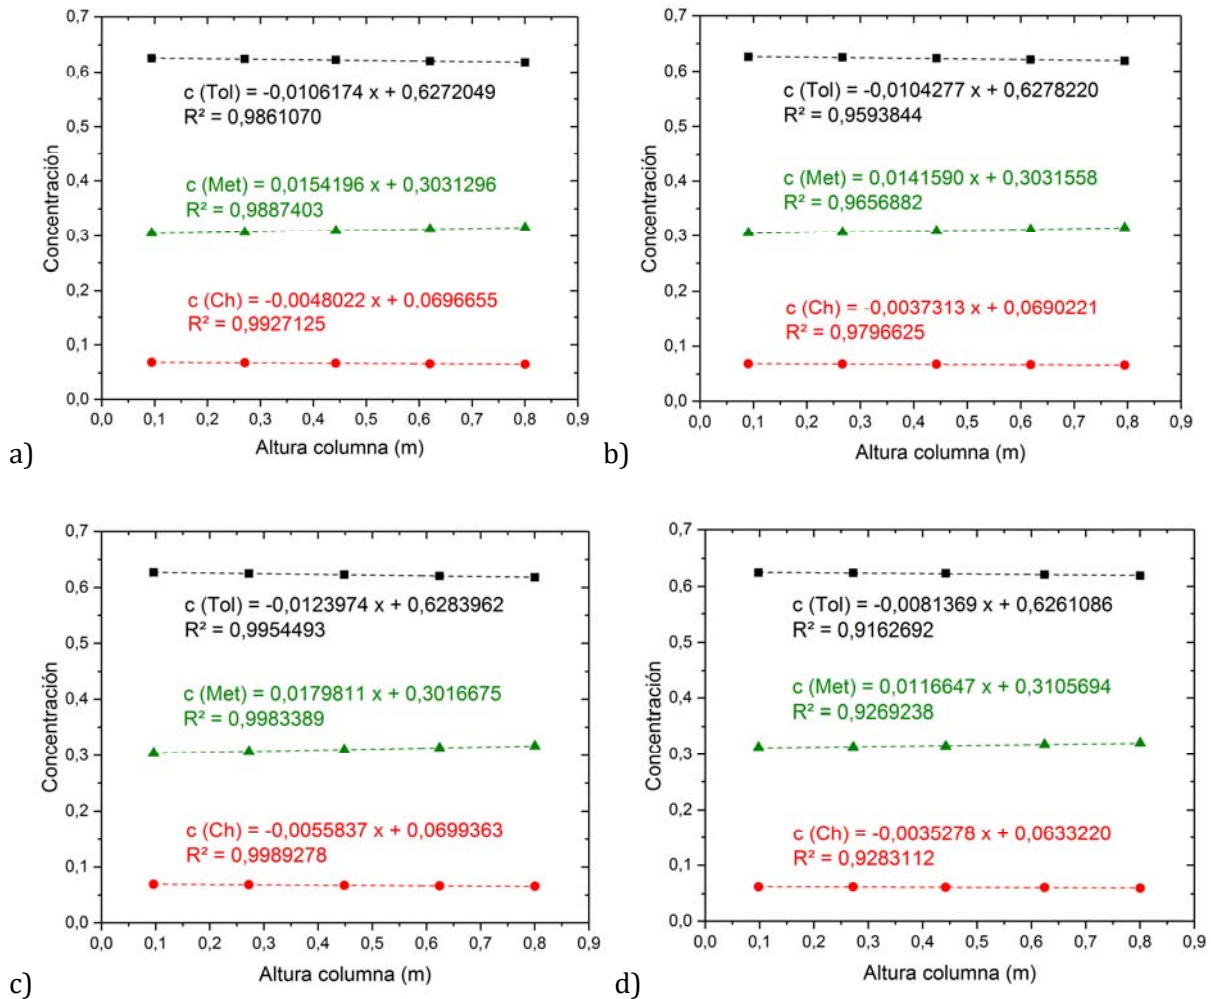 0,7
0,6
0,5
0,4
0,3
0,2
0,1
0,0
Concentración
c (Tol) = -0,0106174 x + 0,6272049
R² = 0,9861070
c (Met) = 0,0154196 x + 0,3031296
R² = 0,9887403
c (Ch) = -0,0048022 x + 0,0696655
R² = 0,9927125
0,0 0,1 0,2 0,3 0,4 0,5 0,6 0,7 0,8 0,9
Altura columna (m)
a)
0,7
0,6
0,5
0,4
0,3
0,2
0,1
0,0
Concentración
c (Tol) = -0,0104277 x + 0,6278220
R² = 0,9593844
c (Met) = 0,0141590 x + 0,3031558
R² = 0,9656882
c (Ch) = -0,0037313 x + 0,0690221
R² = 0,9796625
0,0 0,1 0,2 0,3 0,4 0,5 0,6 0,7 0,8 0,9
Altura columna (m)
b)
0,7
0,6
0,5
0,4
0,3
0,2
0,1
0,0
Concentración
c (Tol) = -0,0123974 x + 0,6283962
R² = 0,9954493
c (Met) = 0,0179811 x + 0,3016675
R² = 0,9983389
c (Ch) = -0,0055837 x + 0,0699363
R² = 0,9989278
0,0 0,1 0,2 0,3 0,4 0,5 0,6 0,7 0,8 0,9
Altura columna (m)
c)
0,7
0,6
0,5
0,4
0,3
0,2
0,1
0,0
Concentración
c (Tol) = -0,0081369 x + 0,6261086
R² = 0,9162692
c (Met) = 0,0116647 x + 0,3105694
R² = 0,9269238
c (Ch) = -0,0035278 x + 0,0633220
R² = 0,9283112
0,0 0,1 0,2 0,3 0,4 0,5 0,6 0,7 0,8 0,9
Altura columna (m)
d)